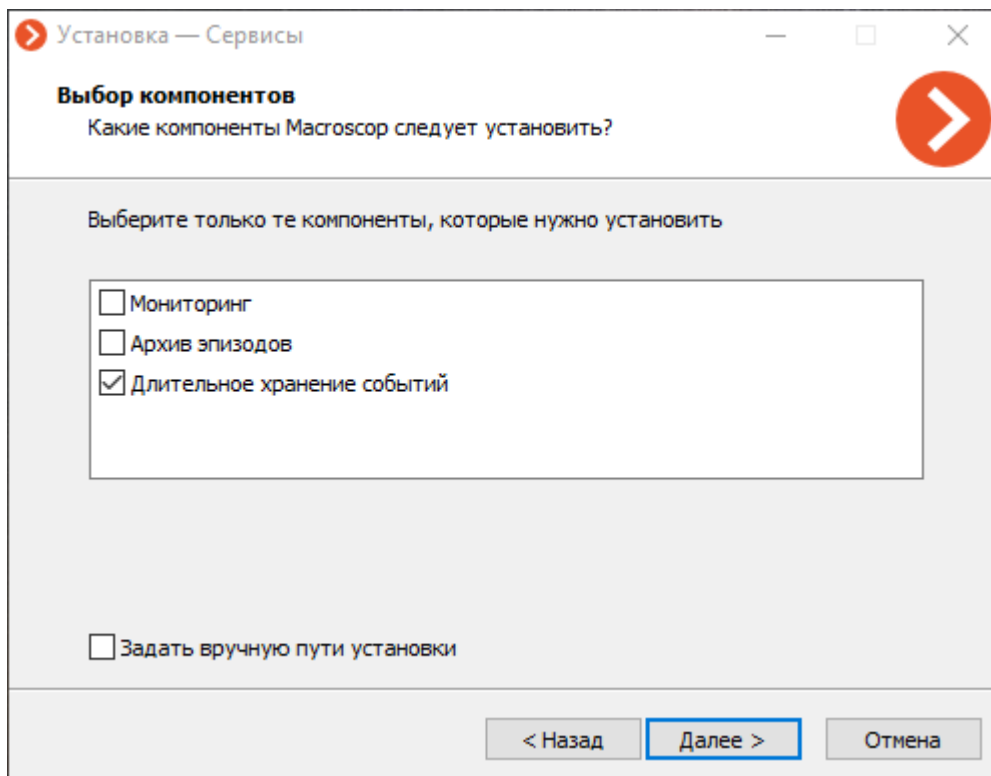 Установка — Сервисы
Выбор компонентов
Какие компоненты Macroscop следует установить?
Выберите только те компоненты, которые нужно установить
Мониторинг
Архив эпизодов
Длительное хранение событий
Задать вручную пути установки
< Назад
Далее >
Отмена